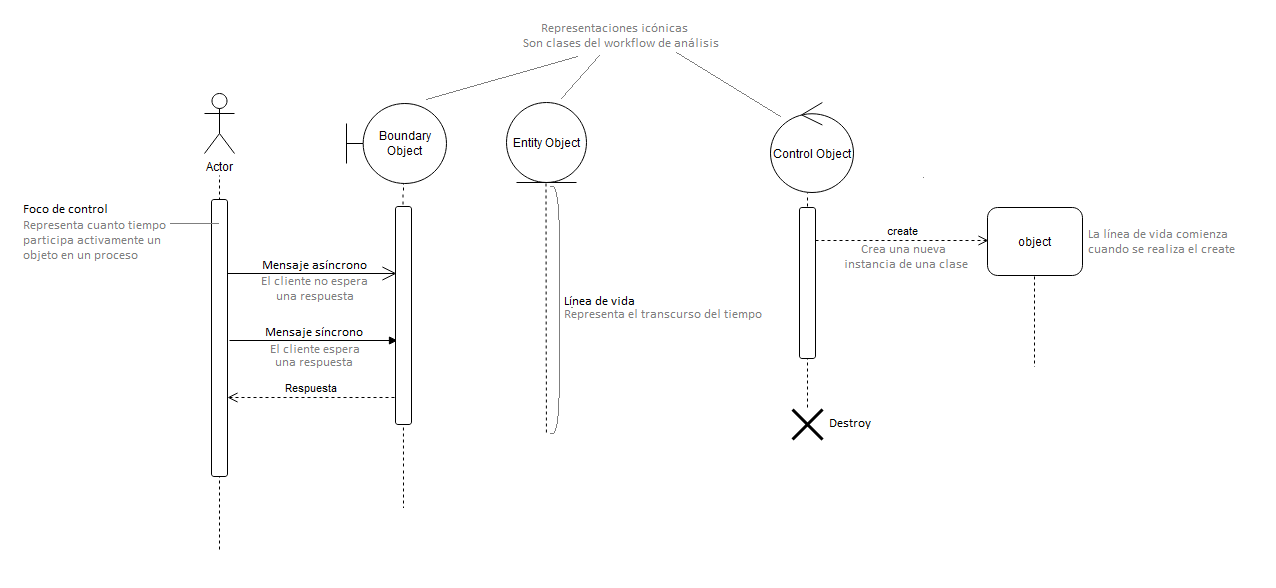 Representaciones icónicas
Son clases del workflow de análisis
Actor
Boundary
Object
Entity Object
Control Object
Foco de control
Representa cuanto tiempo
participa activamente un
objeto en un proceso
create
Crea una nueva
instancia de una clase
object
La línea de vida comienza
cuando se realiza el create
Mensaje asíncrono
El cliente no espera
una respuesta
Línea de vida
Representa el transcurso del tiempo
Mensaje síncrono
El cliente espera
una respuesta
Respuesta
Destroy